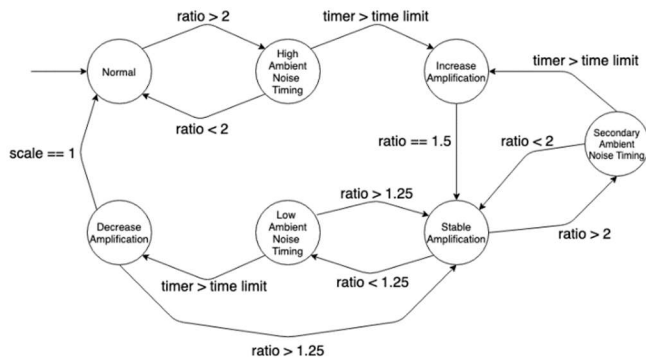 ratio > 2
timer > time limit
Normal
High
Ambient
Noise
Timing
Increase
Amplification
timer > time limit
ratio < 2
ratio == 1.5
ratio < 2
Secondary
Ambient
Noise Timing
scale == 1
ratio > 1.25
Decrease
Amplification
Low
Ambient
Noise
Timing
Stable
Amplification
ratio > 2
timer > time limit
ratio < 1.25
ratio > 1.25